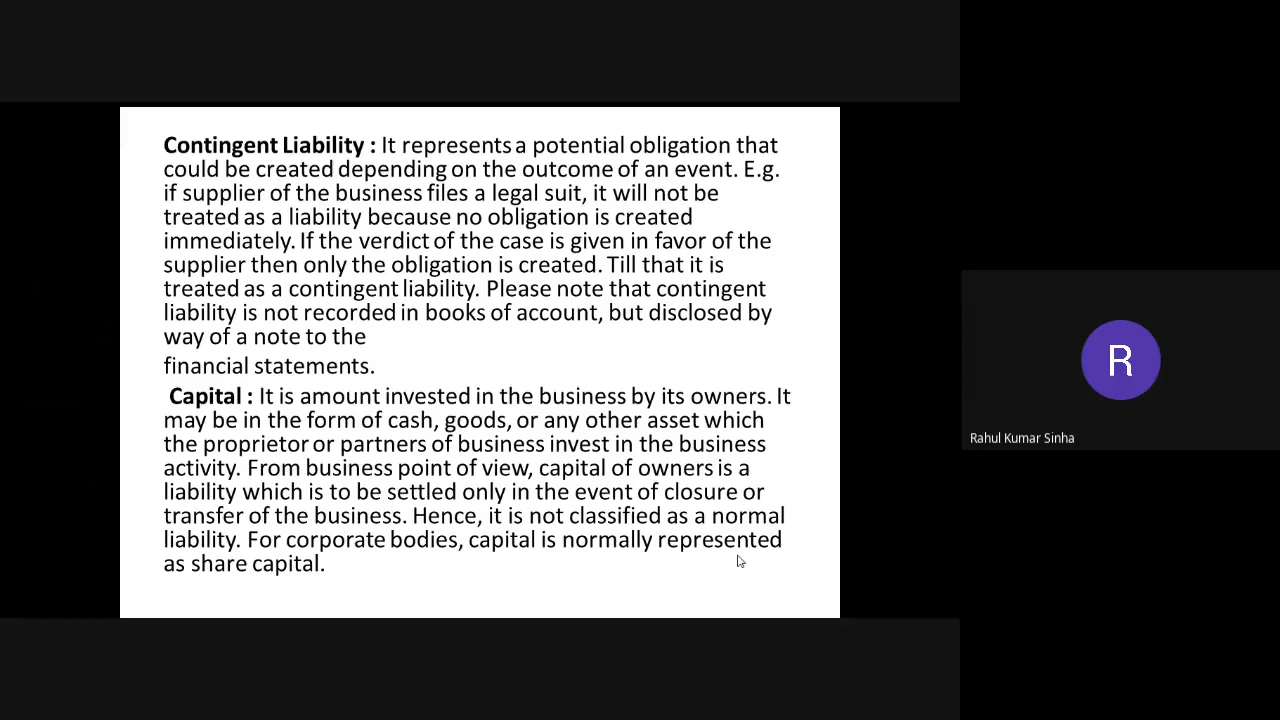 Contingent Liability : It represents a potential obligation that
could be created depending on the outcome of an event. E.g.
if supplier of the business files a legal suit, it will not be
treated as a liability because no obligation is created
immediately. If the verdict of the case is given in favor of the
supplier then only the obligation is created. Till that it is
treated as a contingent liability. Please note that contingent
liability is not recorded in books of account, but disclosed by
way of a note to the
financial statements.
Capital : It is amount invested in the business by its owners. It
may be in the form of cash, goods, or any other asset which
the proprietor or partners of business invest in the business
activity. From business point of view, capital of owners is a
liability which is to be settled only in the event of closure or
transfer of the business. Hence, it is not classified as a normal
liability. For corporate bodies, capital is normally represented
as share capital.
R
Rahul Kumar Sinha